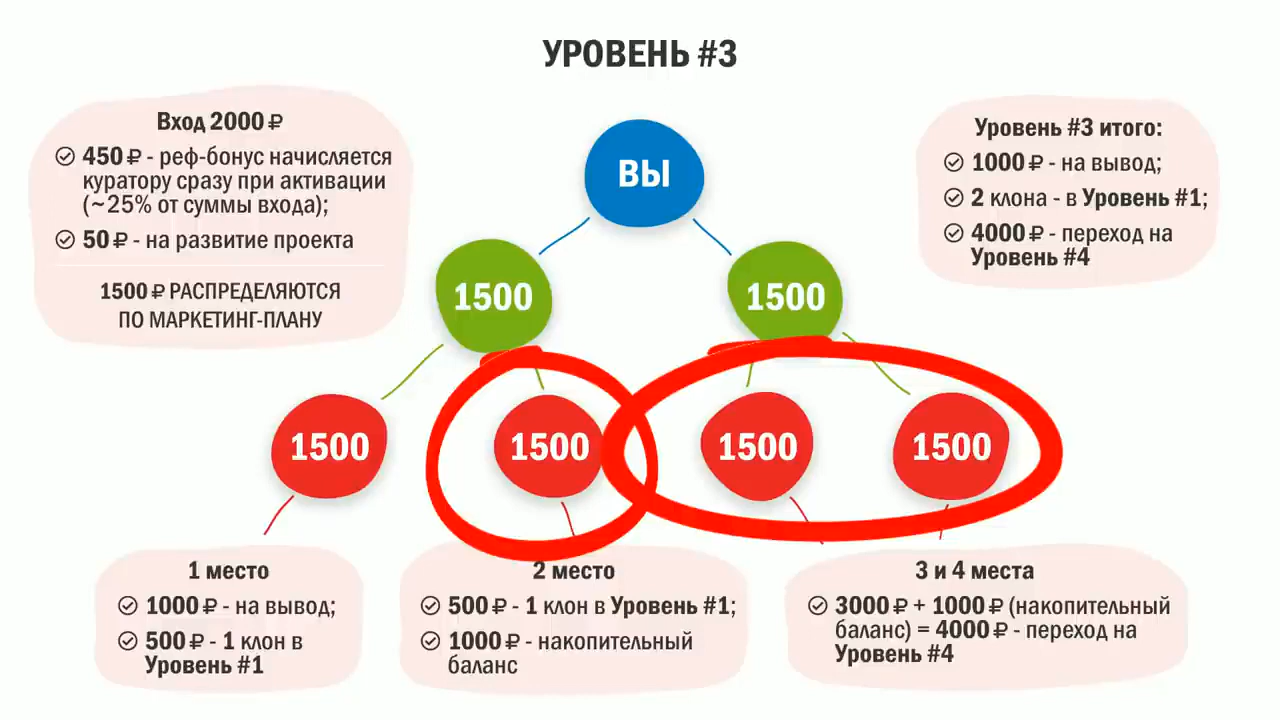 УРОВЕНЬ #3
Вход 2000 ₽
450 ₽ - реф-бонус начисляется
куратору сразу при активации
(~25% от суммы входа);
50 ₽ - на развитие проекта
1500 ₽ РАСПРЕДЕЛЯЮТСЯ
ПО МАРКЕТИНГ-ПЛАНУ
ВЫ
Уровень #3 итого:
1000 ₽ - на вывод;
2 клона - в Уровень #1;
4000 ₽ - переход на
Уровень #4
1500
1500
1500
1500
1500
1500
1 место
1000 ₽ - на вывод;
500 ₽ - 1 клон в
Уровень #1
2 место
500 ₽ - 1 клон в Уровень #1;
1000 ₽ - накопительный
баланс
3 и 4 места
3000 ₽ + 1000 ₽ (накопительный
баланс) = 4000 ₽ - переход на
Уровень #4